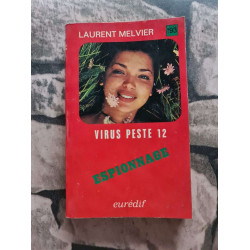 LAURENT MELVIER
VIRUS PESTE 12
ESPIONNAGE
eurédif